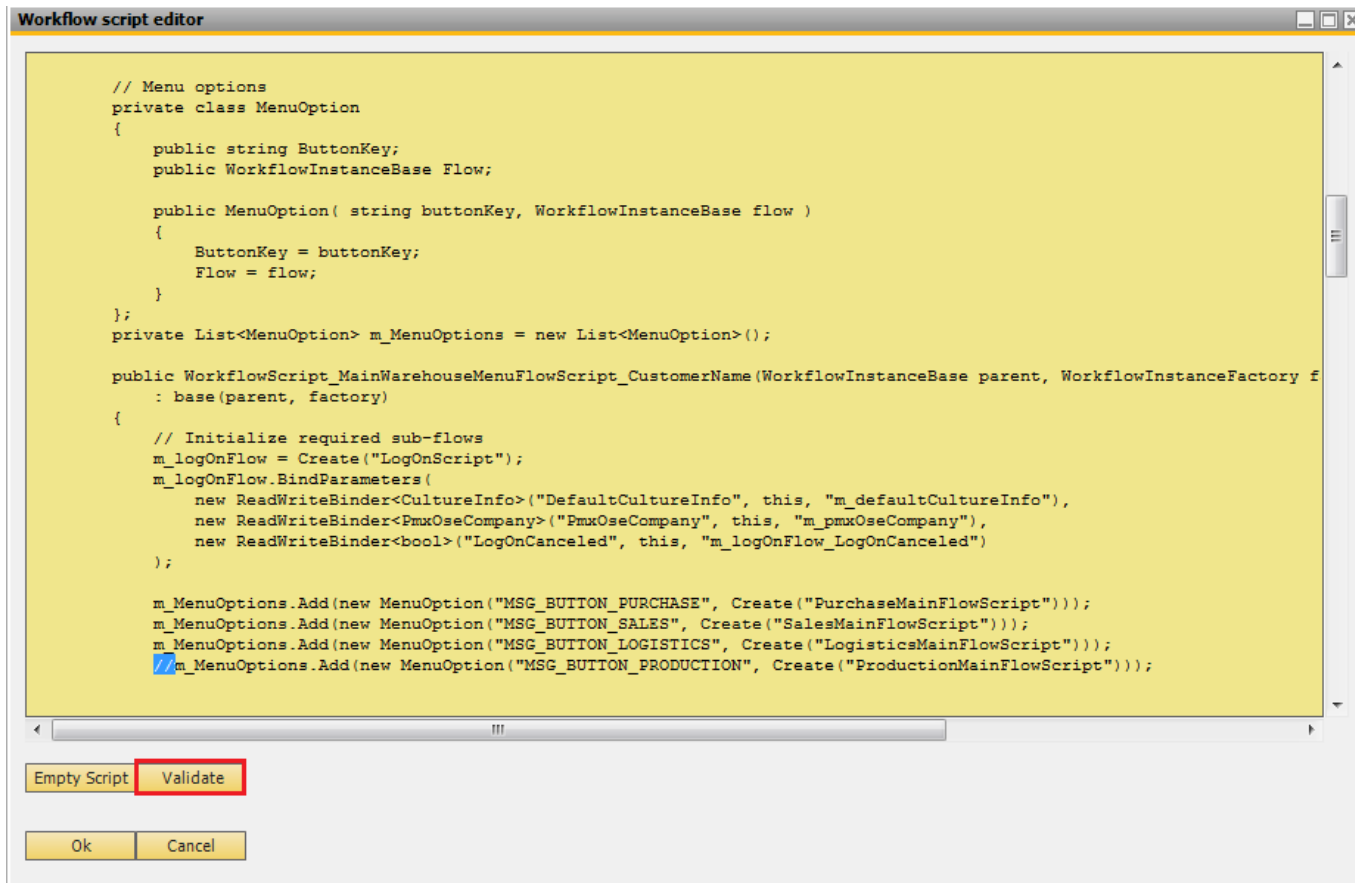 Workflow script editor
// Menu options
private class MenuOption
{
public string ButtonKey;
public WorkflowInstanceBase Flow;
public MenuOption( string buttonKey, WorkflowInstanceBase flow )
{
ButtonKey = buttonKey;
Flow = flow;
}
};
private List<MenuOption> m_MenuOptions = new List<MenuOption>();
public WorkflowScript_MainWarehouseMenuFlowScript_CustomerName(WorkflowInstanceBase parent, WorkflowInstanceFactory f
: base(parent, factory)
{
// Initialize required sub-flows
m_logOnFlow = Create("LogOnScript");
m_logOnFlow.BindParameters(
new ReadWriteBinder<CultureInfo>("DefaultCultureInfo", this, "m_defaultCultureInfo"),
new ReadWriteBinder<PmxOseCompany>("PmxOseCompany", this, "m_pmxOseCompany"),
new ReadWriteBinder<bool>("LogOnCanceled", this, "m_logOnFlow_LogOnCanceled")
);
m_MenuOptions.Add(new MenuOption("MSG_BUTTON_PURCHASE", Create("PurchaseMainFlowScript")));
m_MenuOptions.Add(new MenuOption("MSG_BUTTON_SALES", Create("SalesMainFlowScript")));
m_MenuOptions.Add(new MenuOption("MSG_BUTTON_LOGISTICS", Create("LogisticsMainFlowScript")));
//m_MenuOptions.Add(new MenuOption("MSG_BUTTON_PRODUCTION", Create("ProductionMainFlowScript")));
Empty Script Validate
Ok Cancel